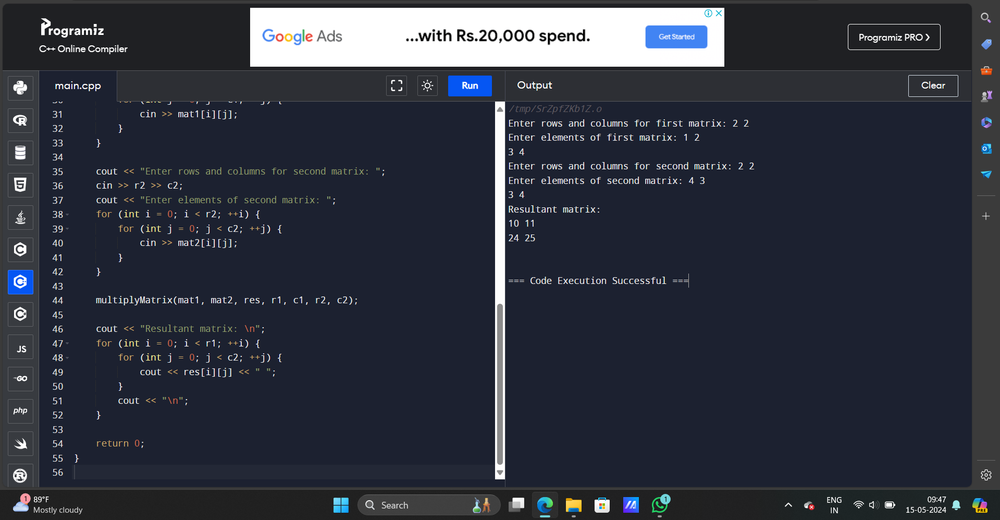 Programiz
C++ Online Compiler
Google Ads
...with Rs.20,000 spend.
Get Started
Programiz PRO ❯
main.cpp
Run
Output
Clear
31 cin >> mat1[i][j];
32 }
33 }
34
35 cout << "Enter rows and columns for second matrix: ";
36 cin >> r2 >> c2;
37 cout << "Enter elements of second matrix: ";
38 for (int i = 0; i < r2; ++i) {
39 for (int j = 0; j < c2; ++j) {
40 cin >> mat2[i][j];
41 }
42 }
43
44 multiplyMatrix(mat1, mat2, res, r1, c1, r2, c2);
45
46 cout << "Resultant matrix: \n";
47 for (int i = 0; i < r1; ++i) {
48 for (int j = 0; j < c2; ++j) {
49 cout << res[i][j] << " ";
50 }
51 cout << "\n";
52 }
53
54 return 0;
55 }
56
/tmp/SrZpfZKb1Z.o
Enter rows and columns for first matrix: 2 2
Enter elements of first matrix: 1 2
3 4
Enter rows and columns for second matrix: 2 2
Enter elements of second matrix: 4 3
3 4
Resultant matrix:
10 11
24 25
=== Code Execution Successful ===
R
5
C
C
C
JS
GO
php
R
1
89°F
Mostly cloudy
Search
1
ENG
IN
09:47
15-05-2024
PRE